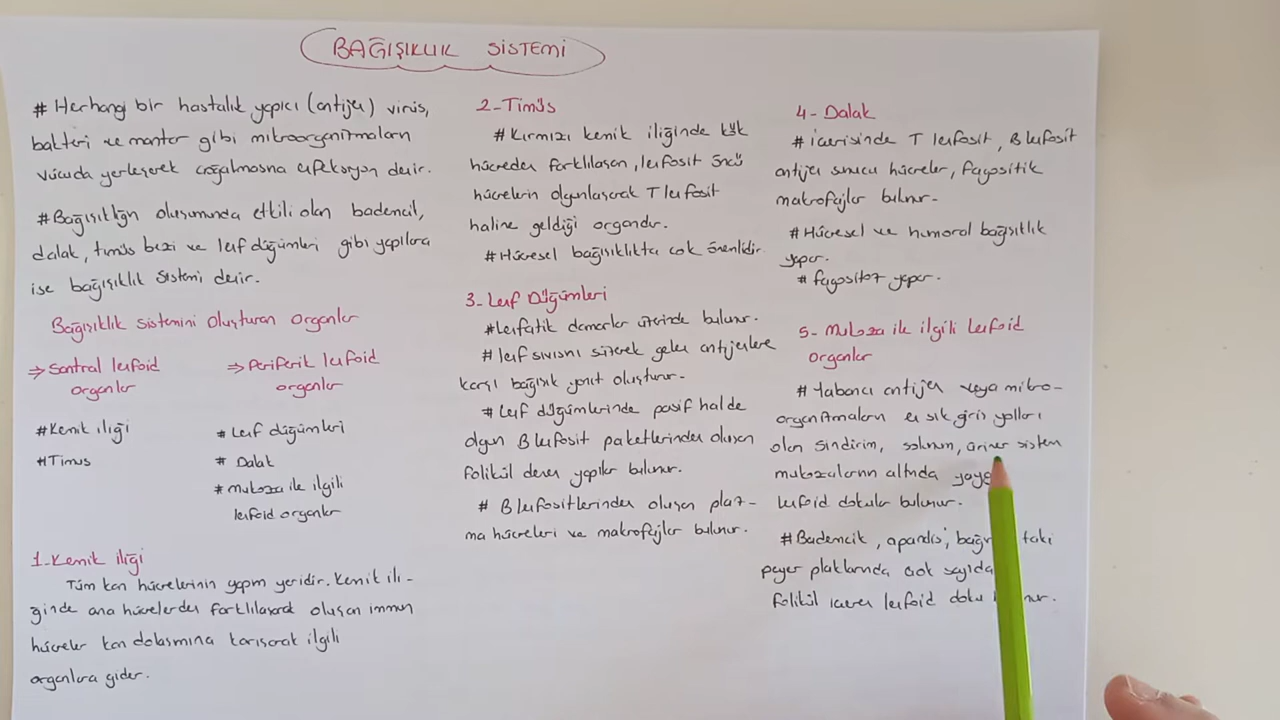 BAĞIŞIKLIK SİSTEMİ
# Herhangi bir hastalık yapıcı (antijen) virüs,
bakteri ve mantar gibi mikroorganizmaların
vücuda yerleşerek çoğalmasına enfeksiyon denir.
# Bağışıklığın oluşumunda etkili olan bademcik,
dalak, timüs bezi ve lenf düğümleri gibi yapılara
ise bağışıklık sistemi denir.
Bağışıklık sistemini Oluşturan Organlar
⇒ Santral lenfoid
organlar
# Kemik iliği
# Timus
⇒ Periferik lenfoid
organlar
# Lenf düğümleri
# Dalak
* mukoza ile ilgili
lenfoid organlar
1-Kemik iliği
Tüm kan hücrelerinin yapım yeridir. Kemik ili-
ğinde ana hücrelerden farklılaşarak oluşan immun
hücreler kan dolaşımına karışarak ilgili
organlara gider.
2-Timüs
# Kırmızı kemik iliğinde kök
hücreden farklılaşan, lenfosit öncü
hücrelerin olgunlaşarak T lenfosit
haline geldiği organdır.
# Hücresel bağışıklıkta çok önemlidir.
3-Lenf Düğümleri
# Lenfatik damarlar üzerinde bulunur.
# lenf sıvısını süzerek gelen antijenlere
karşı bağışık yanıt oluşturur.
# Lenf düğümlerinde pasif halde
olgun B lenfosit paketlerinden oluşan
folikül denen yapılar bulunur.
# B lenfositlerinden oluşan plaz-
ma hücreleri ve makrofajlar bulunur.
4- Dalak
# içerisinde T lenfosit, B lenfosit
antijen sunucu hücreler, fagositik
makrofajlar bulunur.
# Hücresel ve humoral bağışıklık
yapar.
# fagositoz yapar.
5- Mukoza ile ilgili lenfoid
organlar
# Yabancı antijen veya mikro-
organizmaların en sık giriş yolları
olan sindirim, solunum, üriner sistem
mukozalarının altında
lenfoid dokular bulunur.
# Bademcik, apandis,
peyer plaklarında çok sayıda
folikül içeren lenfoid doku